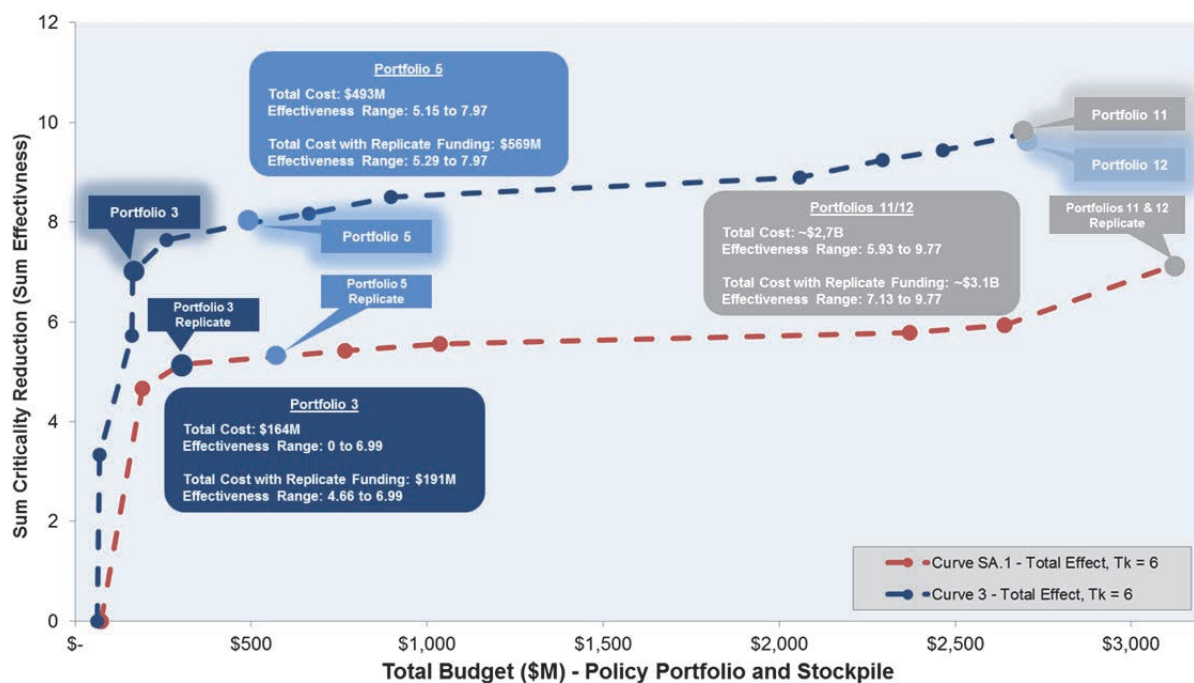 12
10
8
6
4
2
0
Sum Criticality Reduction (Sum Effectivness)
Portfolio 5
Total Cost: $493M
Effectiveness Range: 5.15 to 7.97
Total Cost with Replicate Funding: $569M
Effectiveness Range: 5.29 to 7.97
Portfolio 11
Portfolio 12
Portfolio 3
Portfolio 5
Portfolios 11/12
Total Cost: ~$2,7B
Effectiveness Range: 5.93 to 9.77
Total Cost with Replicate Funding: ~$3.1B
Effectiveness Range: 7.13 to 9.77
Portfolios 11 & 12
Replicate
Portfolio 5
Replicate
Portfolio 3
Replicate
Portfolio 3
Total Cost: $164M
Effectiveness Range: 0 to 6.99
Total Cost with Replicate Funding: $191M
Effectiveness Range: 4.66 to 6.99
Curve SA.1 - Total Effect, Tk = 6
Curve 3 - Total Effect, Tk = 6
$- $500 $1,000 $1,500 $2,000 $2,500 $3,000
Total Budget ($M) - Policy Portfolio and Stockpile